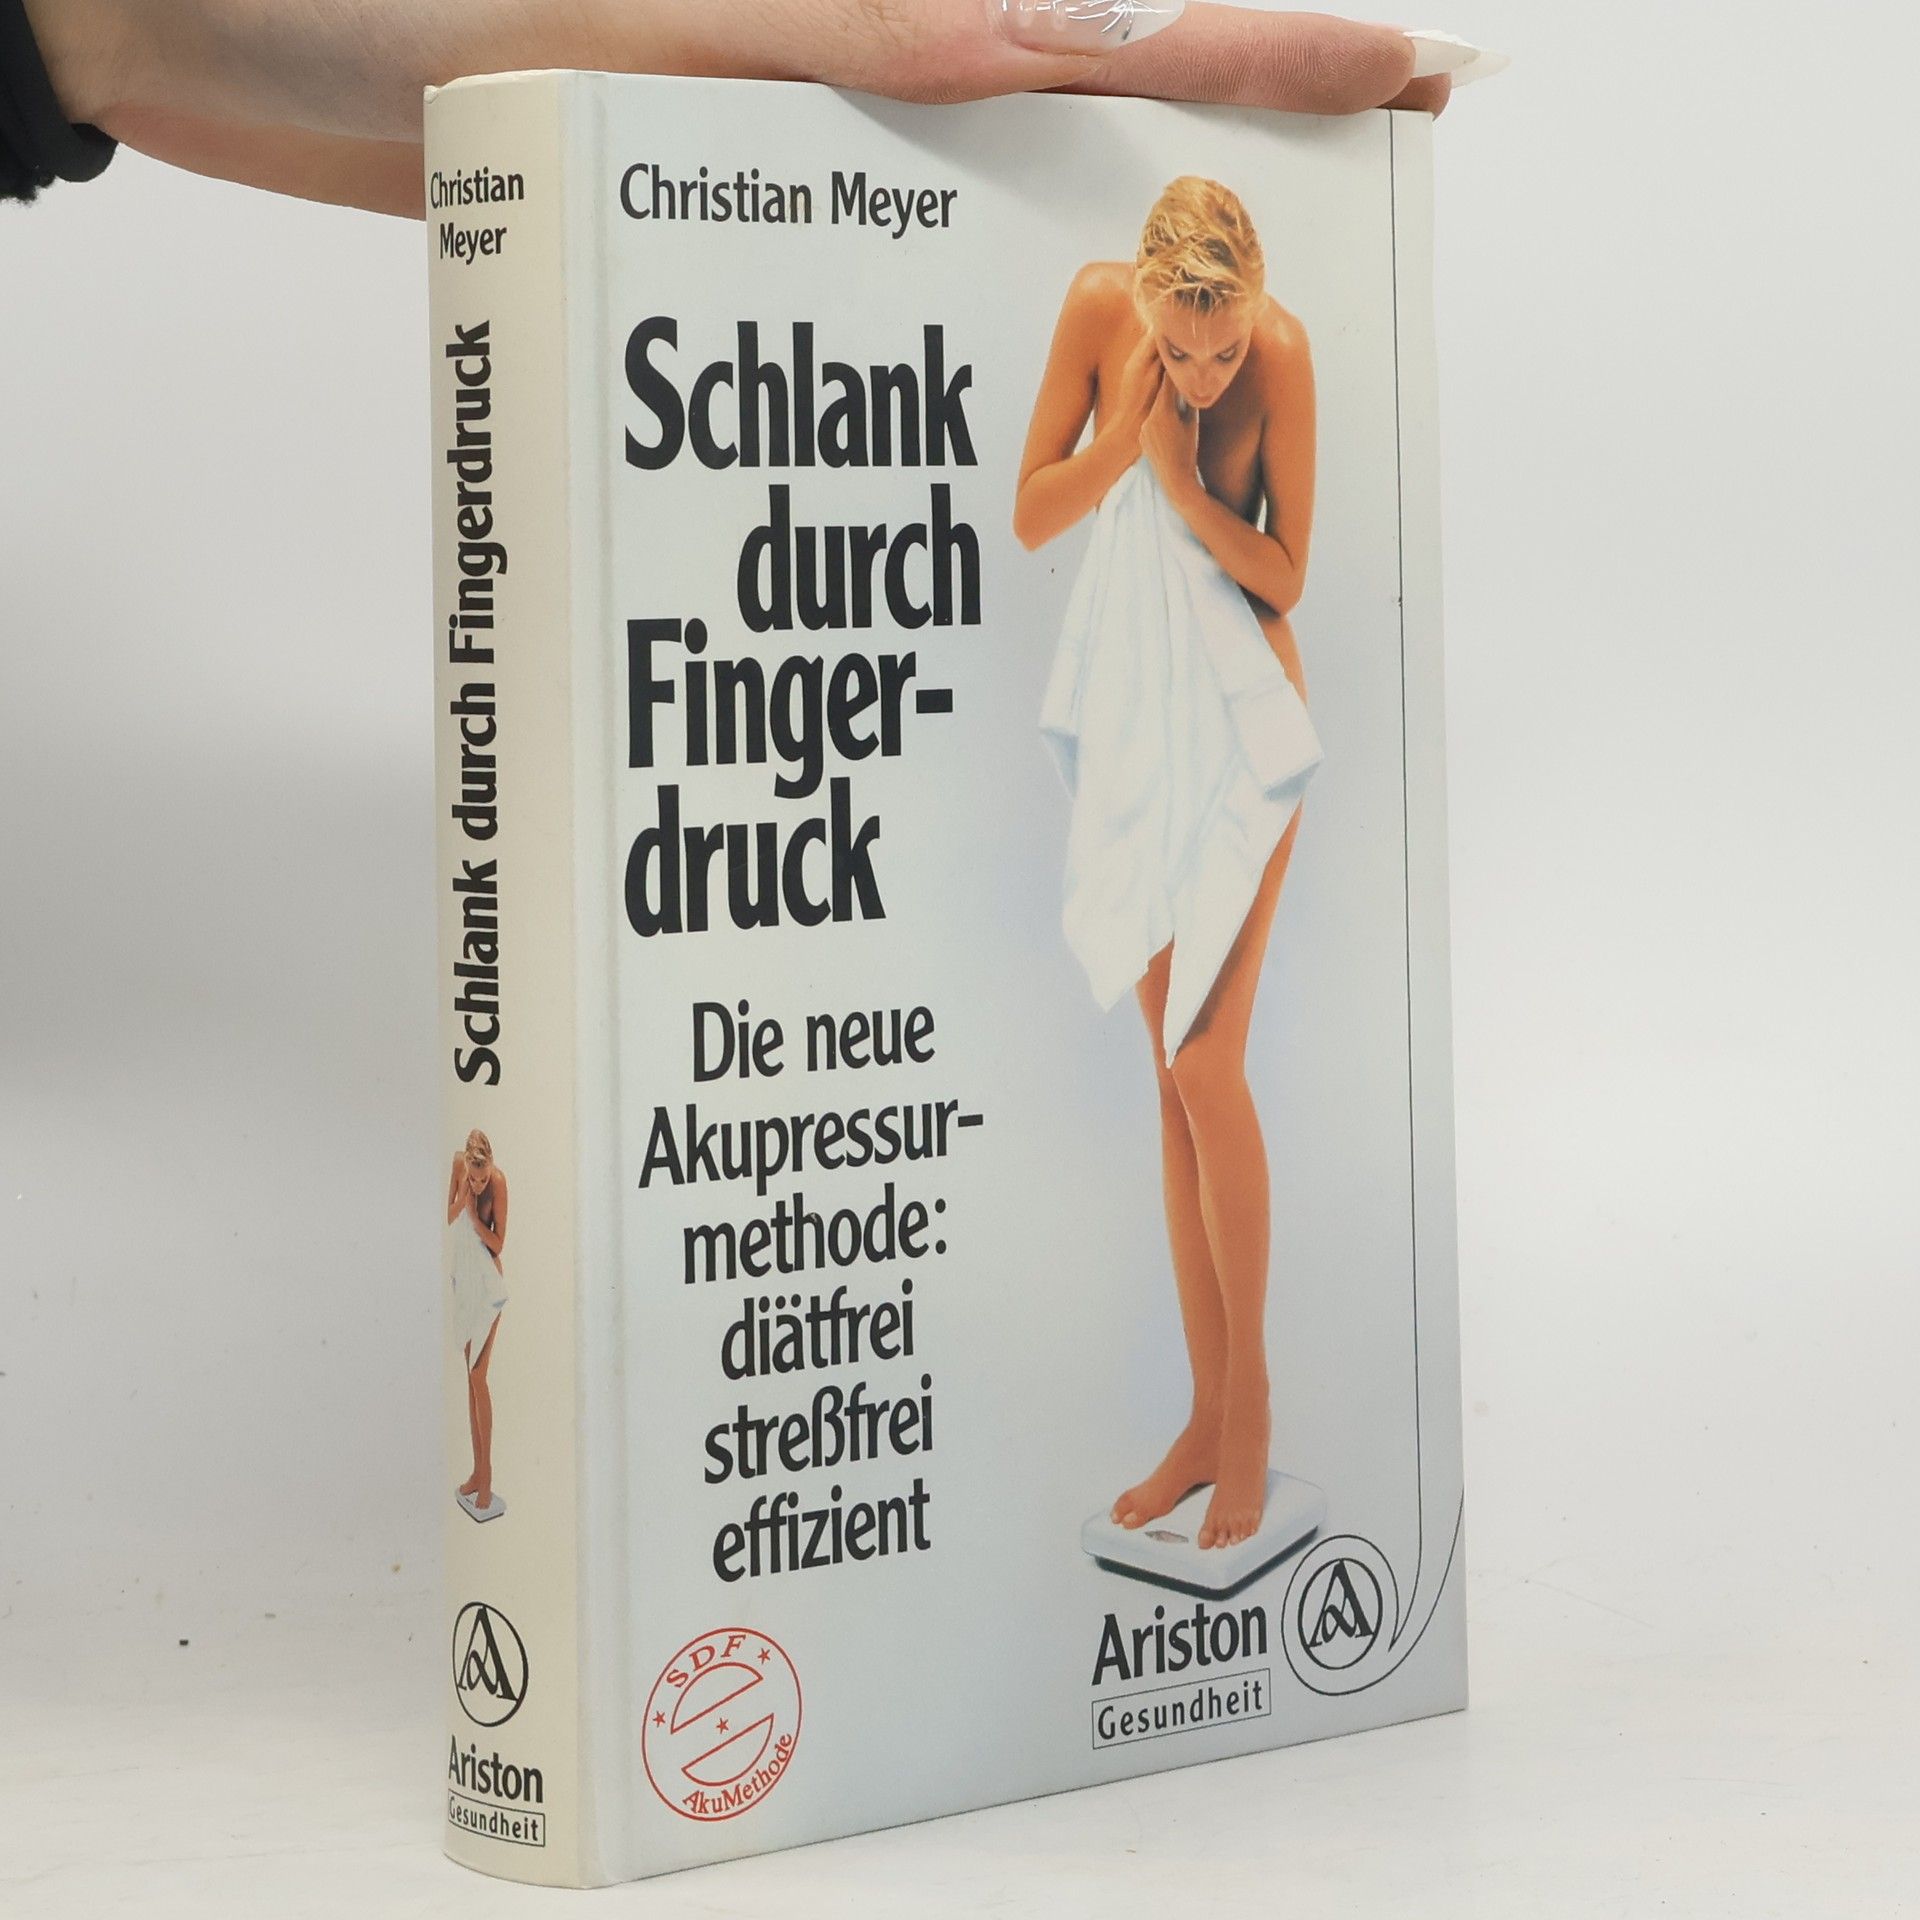 Christian
Meyer
Schlank durch Fingerdruck
Ariston
Gesundheit
Christian Meyer
Schlank
durch
Finger-
druck
Die neue
Akupressur-
methode:
diätfrei
streßfrei
effizient
SDF
AkuMethode
Ariston
Gesundheit